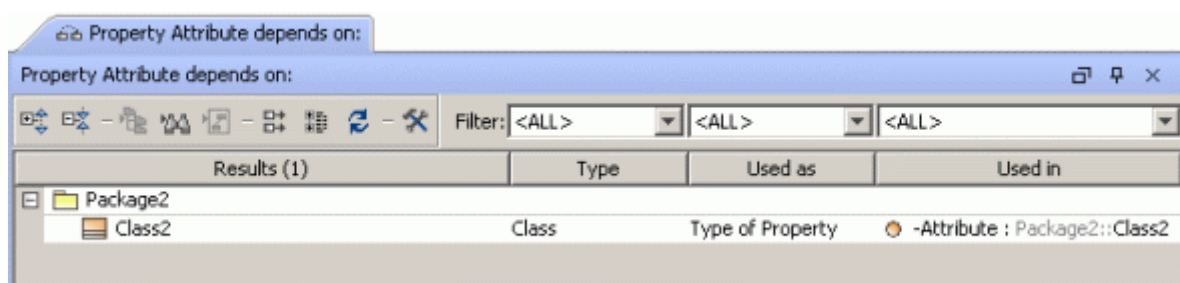 Property Attribute depends on:
Property Attribute depends on:
Filter: <ALL> <ALL> <ALL>
Results (1) Type Used as Used in
Package2
Class2 Class Type of Property -Attribute : Package2::Class2